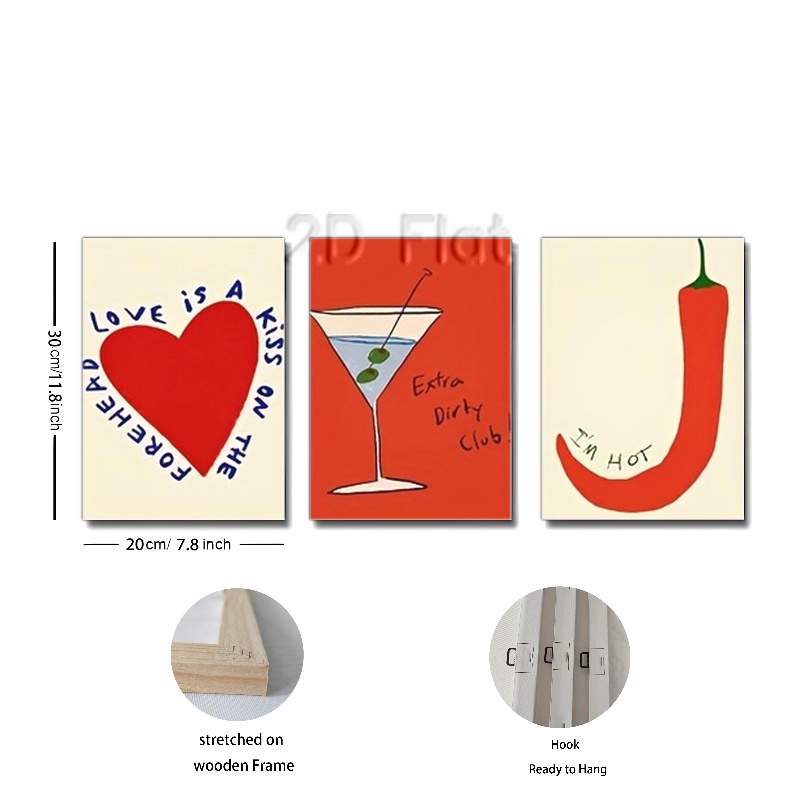 2D Flat
LOVE iS A KiSS ON THE FOREHEAD
Extra
Dirty
Club!
I'M HOT
30cm/11.8inch
20cm/ 7.8 inch
stretched on
wooden Frame
Hook
Ready to Hang